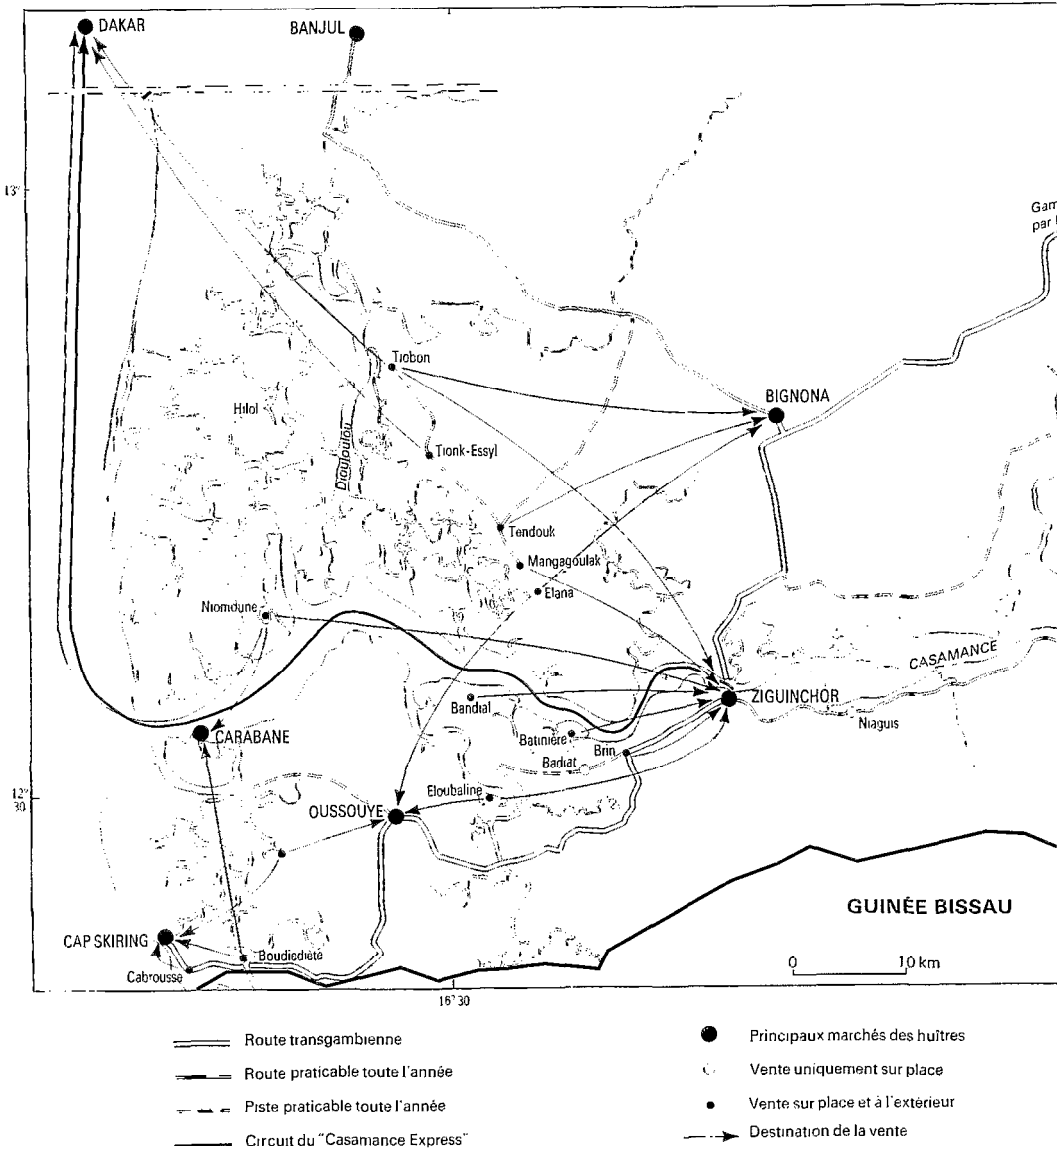 DAKAR
BANJUL
13°
Gam
par
Tiobon
BIGNONA
Hilol
Diouloulou
Tionk-Essyl
Tendouk
Mangagoulak
Elana
Niomoune
CASAMANCE
ZIGUINCHOR
Niaguis
Bandial
Batinière
Brin
Badiat
CARABANE
Eloubaline
12°
30
OUSSOUYE
GUINÉE BISSAU
CAP SKIRING
Boudiediete
Cabrousse
0 10 km
16°30
Route transgambienne
Route praticable toute l'année
Piste praticable toute l'année
Circuit du "Casamance Express"
Principaux marchés des huîtres
Vente uniquement sur place
Vente sur place et à l'extérieur
Destination de la vente